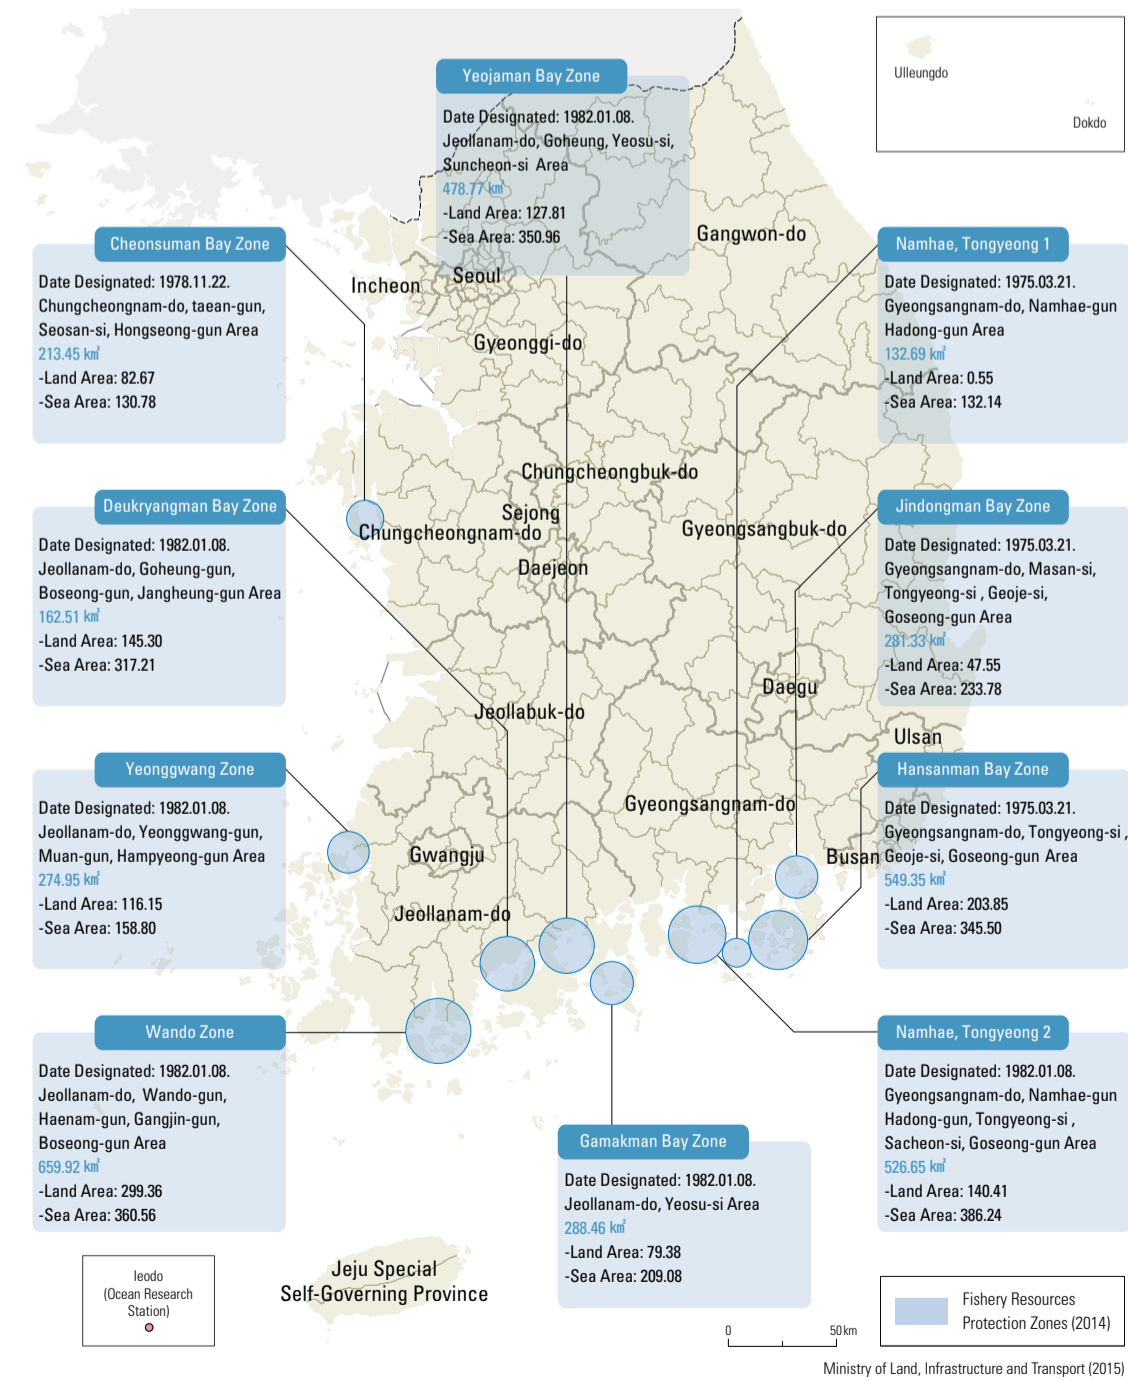 Ulleungdo
Dokdo
Yeojaman Bay Zone
Date Designated: 1982.01.08.
Jeollanam-do, Goheung, Yeosu-si,
Suncheon-si Area
478.77 ㎢
-Land Area: 127.81
-Sea Area: 350.96
Cheonsuman Bay Zone
Date Designated: 1978.11.22.
Chungcheongnam-do, taean-gun,
Seosan-si, Hongseong-gun Area
213.45 ㎢
-Land Area: 82.67
-Sea Area: 130.78
Namhae, Tongyeong 1
Date Designated: 1975.03.21.
Gyeongsangnam-do, Namhae-gun
Hadong-gun Area
132.69 ㎢
-Land Area: 0.55
-Sea Area: 132.14
Gangwon-do
Incheon
Seoul
Gyeonggi-do
Chungcheongbuk-do
Sejong
Chungcheongnam-do
Gyeongsangbuk-do
Daejeon
Deukryangman Bay Zone
Date Designated: 1982.01.08.
Jeollanam-do, Goheung-gun,
Boseong-gun, Jangheung-gun Area
162.51 ㎢
-Land Area: 145.30
-Sea Area: 317.21
Jindongman Bay Zone
Date Designated: 1975.03.21.
Gyeongsangnam-do, Masan-si,
Tongyeong-si , Geoje-si,
Goseong-gun Area
281.33 ㎢
-Land Area: 47.55
-Sea Area: 233.78
Daegu
Jeollabuk-do
Ulsan
Yeonggwang Zone
Date Designated: 1982.01.08.
Jeollanam-do, Yeonggwang-gun,
Muan-gun, Hampyeong-gun Area
274.95 ㎢
-Land Area: 116.15
-Sea Area: 158.80
Hansanman Bay Zone
Date Designated: 1975.03.21.
Gyeongsangnam-do, Tongyeong-si ,
Geoje-si, Goseong-gun Area
549.35 ㎢
-Land Area: 203.85
-Sea Area: 345.50
Gyeongsangnam-do
Gwangju
Busan
Jeollanam-do
Wando Zone
Date Designated: 1982.01.08.
Jeollanam-do, Wando-gun,
Haenam-gun, Gangjin-gun,
Boseong-gun Area
659.92 ㎢
-Land Area: 299.36
-Sea Area: 360.56
Namhae, Tongyeong 2
Date Designated: 1982.01.08.
Gyeongsangnam-do, Namhae-gun
Hadong-gun, Tongyeong-si ,
Sacheon-si, Goseong-gun Area
526.65 ㎢
-Land Area: 140.41
-Sea Area: 386.24
Gamakman Bay Zone
Date Designated: 1982.01.08.
Jeollanam-do, Yeosu-si Area
288.46 ㎢
-Land Area: 79.38
-Sea Area: 209.08
Jeju Special
Self-Governing Province
Ieodo
(Ocean Research
Station)
0 50 km
Fishery Resources
Protection Zones (2014)
Ministry of Land, Infrastructure and Transport (2015)